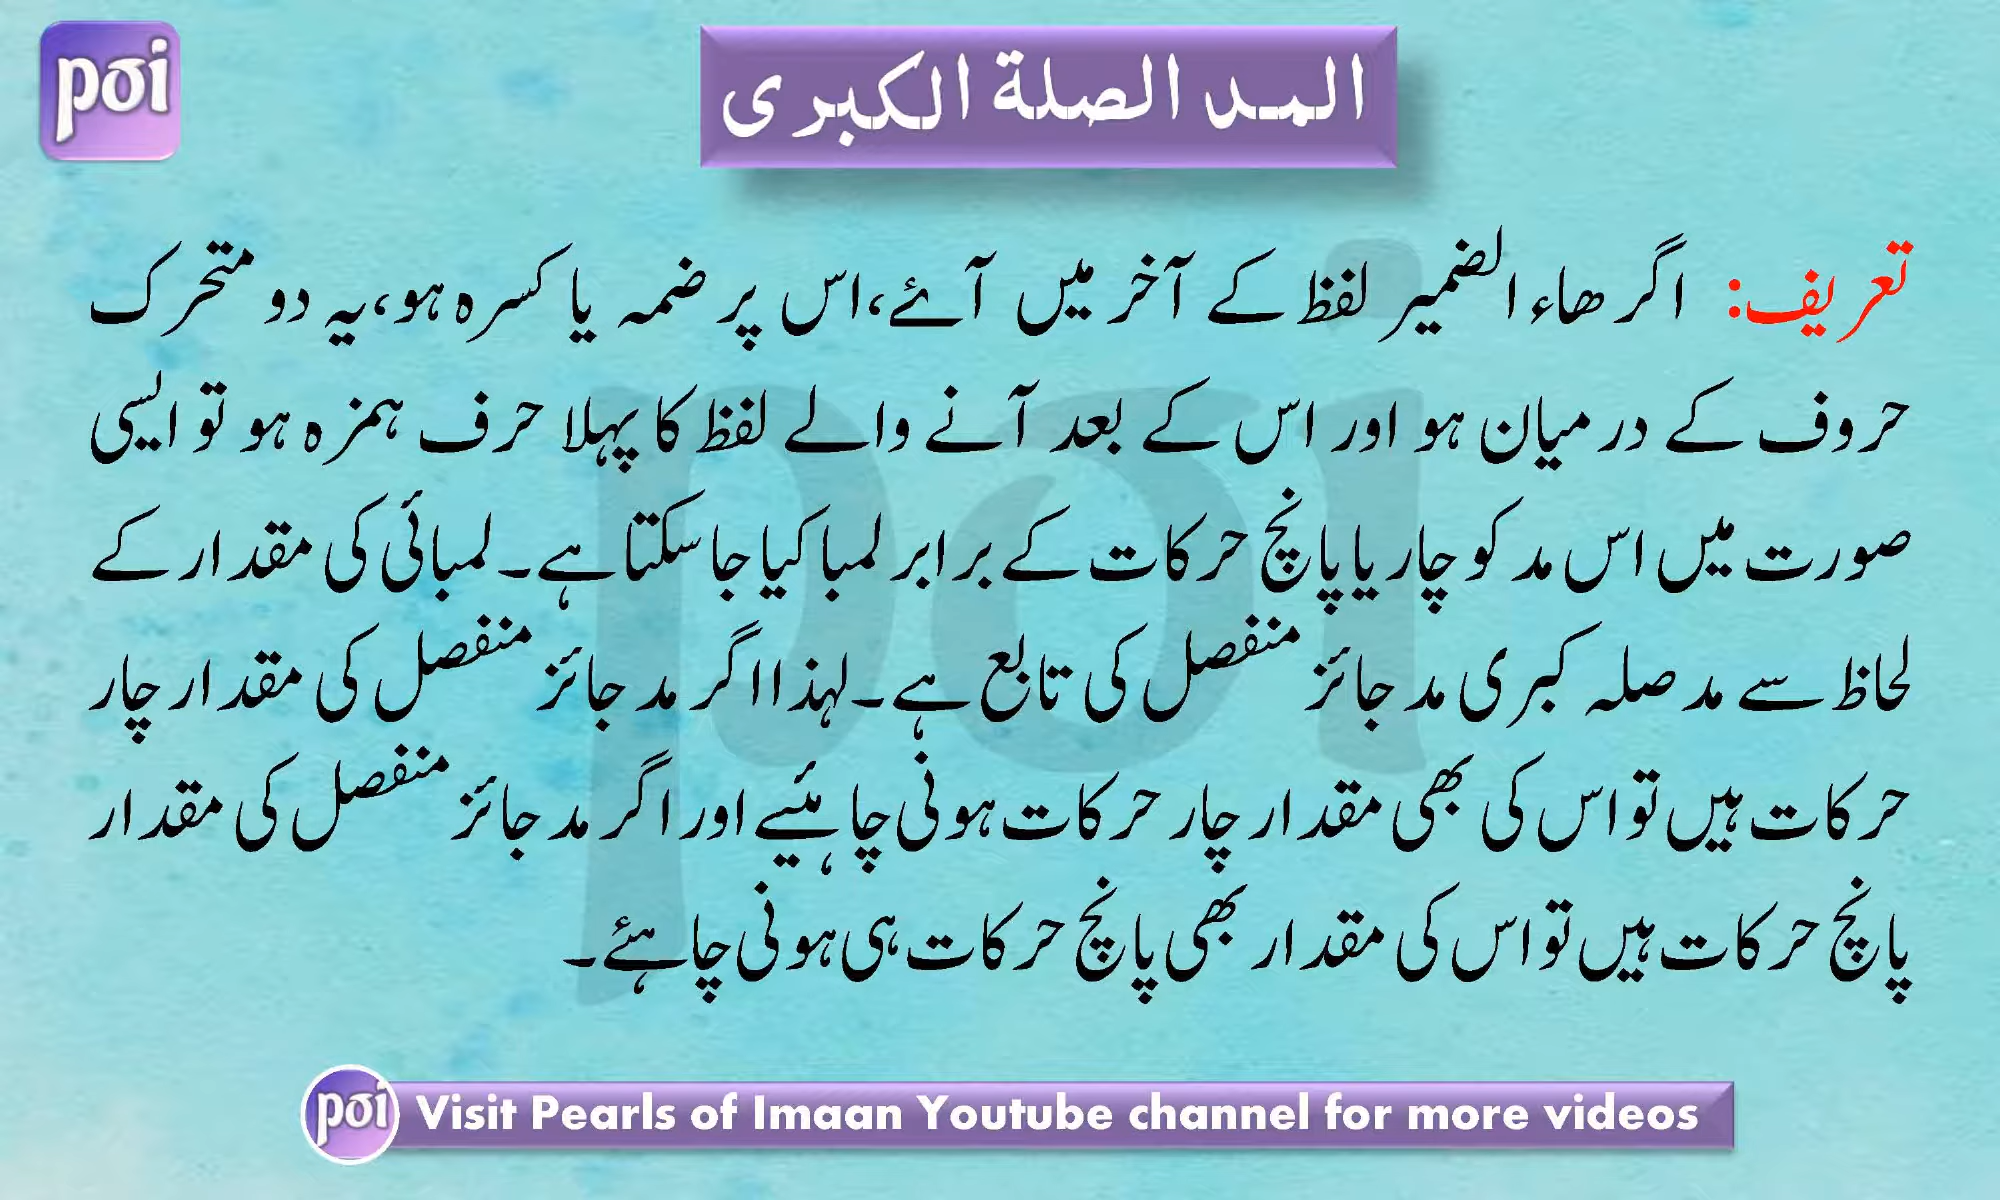 poi
المد الصلة الكبرى
تعریف: اگر ھاء الضمیر لفظ کے آخر میں آئے،اس پر ضمہ یا کسرہ ہو،یہ دو متحرک
حروف کے درمیان ہو اور اس کے بعد آنے والے لفظ کا پہلا حرف ہمزہ ہو تو ایسی
صورت میں اس مد کو چار یا پانچ حرکات کے برابر لمبا کیا جا سکتا ہے۔ لمبائی کی مقدار کے
لحاظ سے مد صلہ کبری مد جائز منفصل کی تابع ہے۔لہذا اگر مد جائز منفصل کی مقدار چار
حرکات ہیں تو اس کی بھی مقدار چار حرکات ہونی چاہئیے اور اگر مد جائز منفصل کی مقدار
پانچ حرکات ہیں تو اس کی مقدار بھی پانچ حرکات ہی ہونی چاہئے۔
poi
poi Visit Pearls of Imaan Youtube channel for more videos